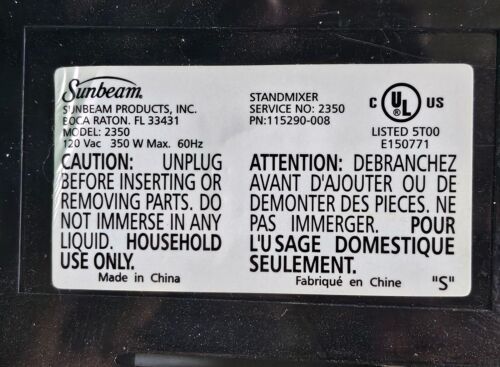 Sunbeam
SUNBEAM PRODUCTS, INC.
BOCA RATON. FL 33431
MODEL: 2350
120 Vac 350 W Max. 60Hz
STANDMIXER
SERVICE NO: 2350
PN:115290-008
C UL US
LISTED 5T00
E150771
CAUTION: UNPLUG
BEFORE INSERTING OR
REMOVING PARTS. DO
NOT IMMERSE IN ANY
LIQUID. HOUSEHOLD
USE ONLY.
Made in China
ATTENTION: DEBRANCHEZ
AVANT D'AJOUTER OU DE
DEMONTER DES PIECES. NE
PAS IMMERGER. POUR
L'USAGE DOMESTIQUE
SEULEMENT.
Fabriqué en Chine "S"